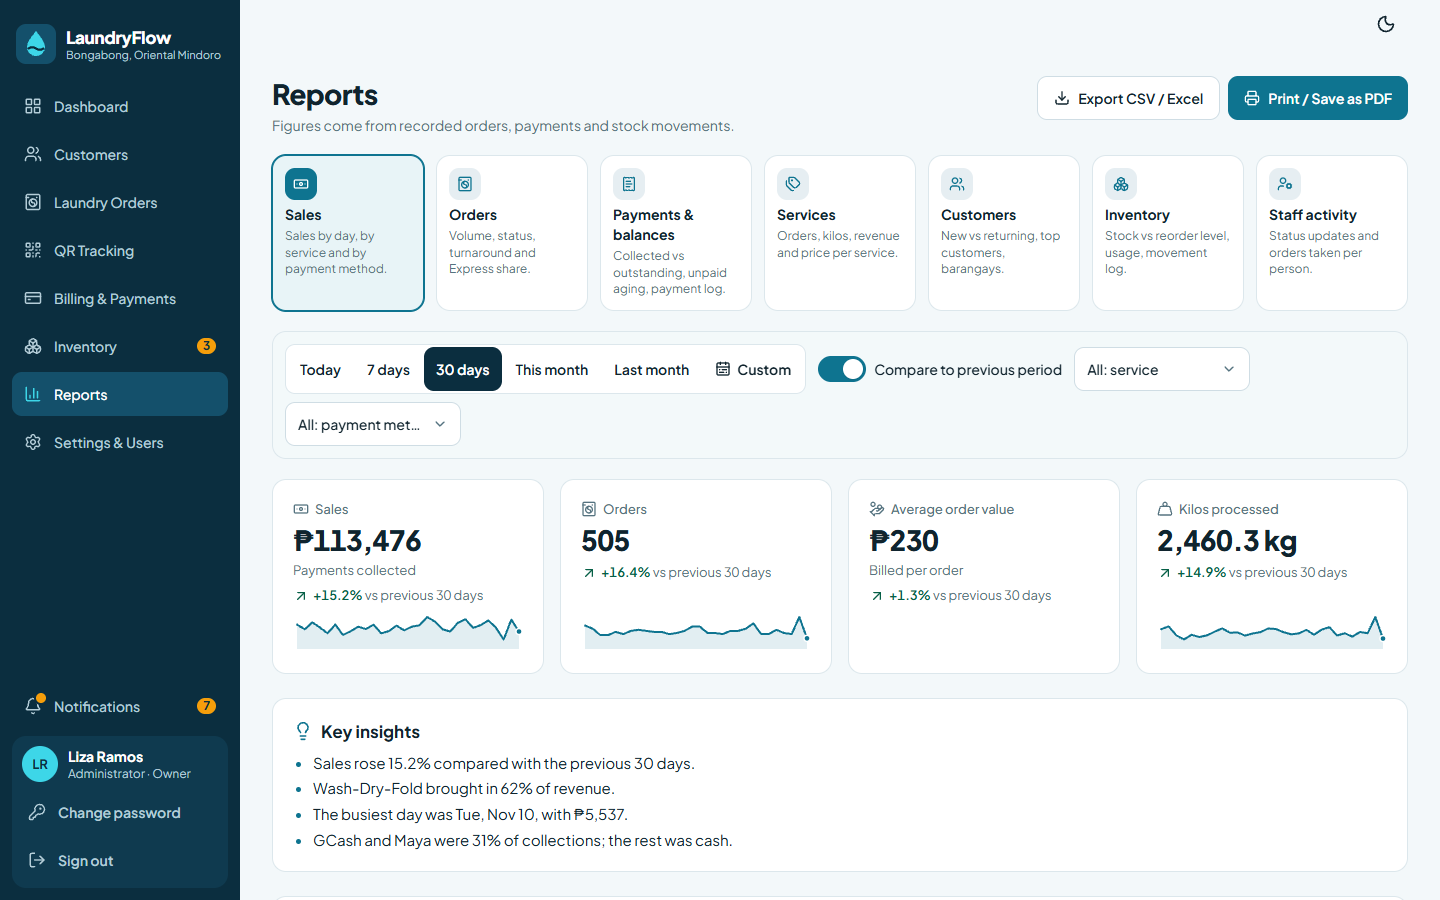 LaundryFlow
Bongabong, Oriental Mindoro
Dashboard
Customers
Laundry Orders
QR Tracking
Billing & Payments
Inventory
3
Reports
Settings & Users
Notifications
7
LR
Liza Ramos
Administrator · Owner
Change password
Sign out
Reports
Figures come from recorded orders, payments and stock movements.
Export CSV / Excel
Print / Save as PDF
Sales
Sales by day, by
service and by
payment method.
Orders
Volume, status,
turnaround and
Express share.
Payments &
balances
Collected vs
outstanding, unpaid
aging, payment log.
Services
Orders, kilos, revenue
and price per service.
Customers
New vs returning, top
customers,
barangays.
Inventory
Stock vs reorder level,
usage, movement
log.
Staff activity
Status updates and
orders taken per
person.
Today
7 days
30 days
This month
Last month
Custom
Compare to previous period
All: service
All: payment met...
Sales
₱113,476
Payments collected
+15.2% vs previous 30 days
Orders
505
+16.4% vs previous 30 days
Average order value
₱230
Billed per order
+1.3% vs previous 30 days
Kilos processed
2,460.3 kg
+14.9% vs previous 30 days
Key insights
Sales rose 15.2% compared with the previous 30 days.
Wash-Dry-Fold brought in 62% of revenue.
The busiest day was Tue, Nov 10, with ₱5,537.
GCash and Maya were 31% of collections; the rest was cash.